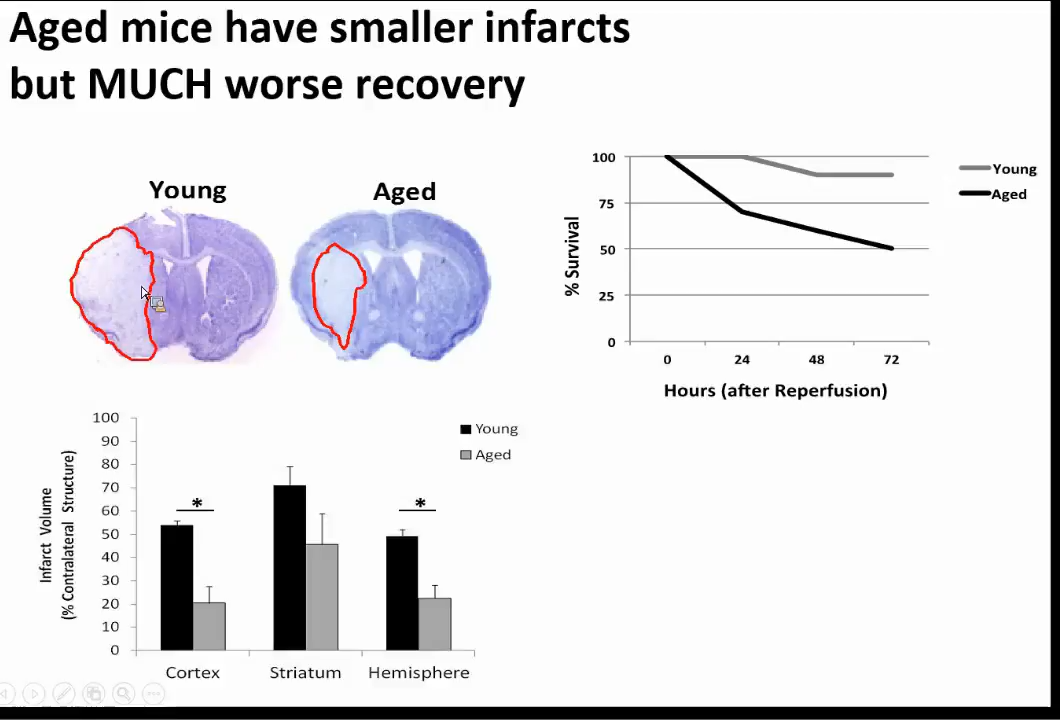 Aged mice have smaller infarcts
but MUCH worse recovery
Young
Aged
100
75
50
25
0
% Survival
0 24 48 72
Hours (after Reperfusion)
Young
Aged
100
90
80
70
60
50
40
30
20
10
0
Infarct Volume
(% Contralateral Structure)
*
*
Young
Aged
Cortex Striatum Hemisphere